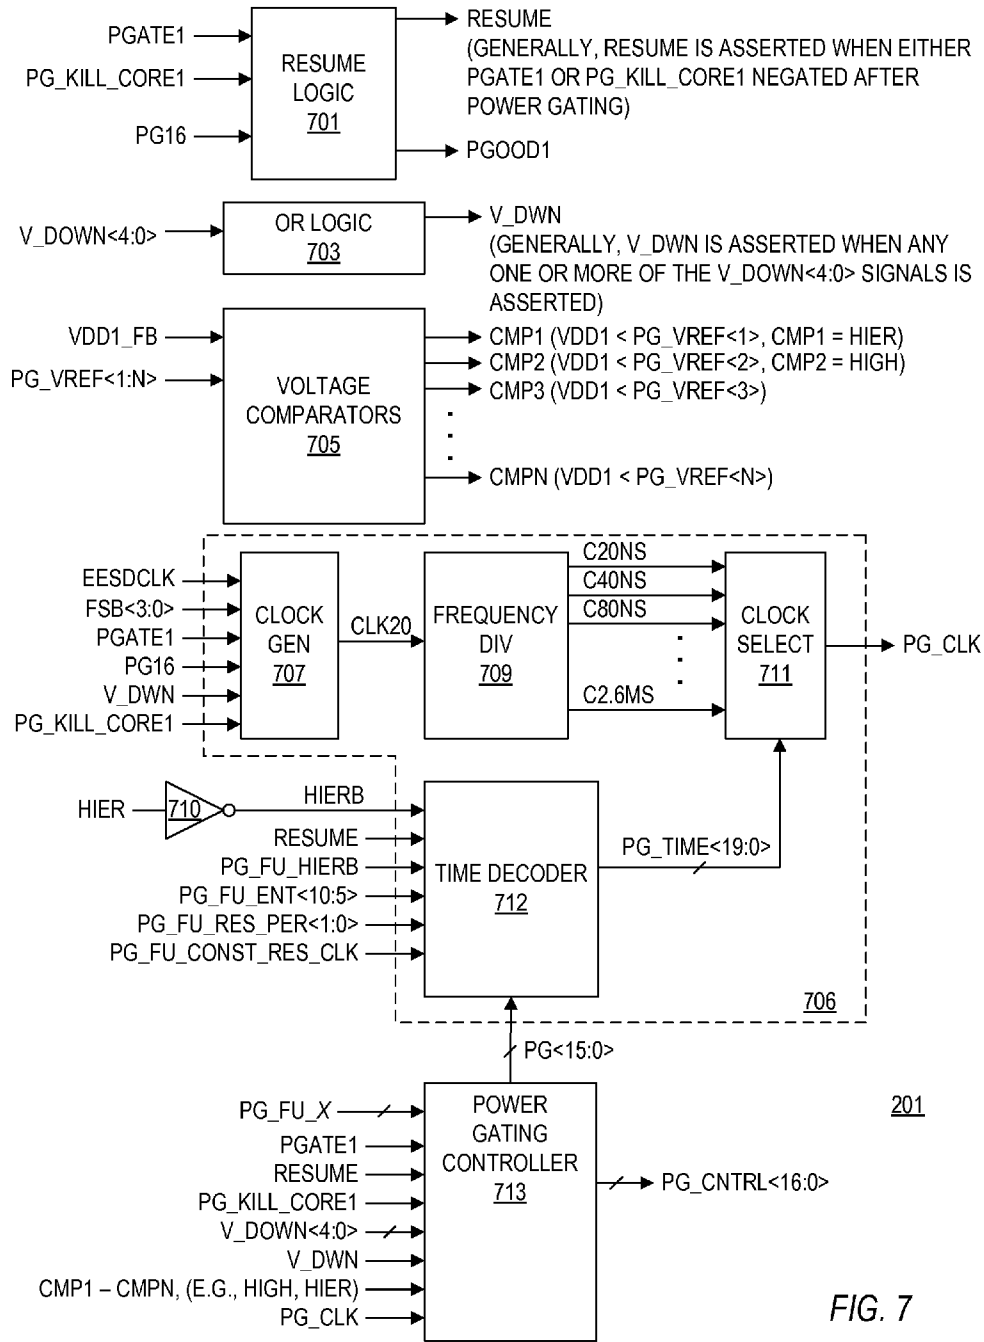 PGATE1
PG_KILL_CORE1
PG16
RESUME
LOGIC
701
RESUME
(GENERALLY, RESUME IS ASSERTED WHEN EITHER
PGATE1 OR PG_KILL_CORE1 NEGATED AFTER
POWER GATING)
PGOOD1
V_DOWN<4:0>
OR LOGIC
703
V_DWN
(GENERALLY, V_DWN IS ASSERTED WHEN ANY
ONE OR MORE OF THE V_DOWN<4:0> SIGNALS IS
ASSERTED)
VDD1_FB
PG_VREF<1:N>
VOLTAGE
COMPARATORS
705
CMP1 (VDD1 < PG_VREF<1>, CMP1 = HIER)
CMP2 (VDD1 < PG_VREF<2>, CMP2 = HIGH)
CMP3 (VDD1 < PG_VREF<3>)
CMPN (VDD1 < PG_VREF<N>)
EESDCLK
FSB<3:0>
PGATE1
PG16
V_DWN
PG_KILL_CORE1
CLOCK
GEN
707
CLK20
FREQUENCY
DIV
709
C20NS
C40NS
C80NS
C2.6MS
CLOCK
SELECT
711
PG_CLK
HIER
710
HIERB
RESUME
PG_FU_HIERB
PG_FU_ENT<10:5>
PG_FU_RES_PER<1:0>
PG_FU_CONST_RES_CLK
TIME DECODER
712
PG_TIME<19:0>
706
PG<15:0>
PG_FU_X
PGATE1
RESUME
PG_KILL_CORE1
V_DOWN<4:0>
V_DWN
CMP1 – CMPN, (E.G., HIGH, HIER)
PG_CLK
POWER
GATING
CONTROLLER
713
PG_CNTRL<16:0>
201
FIG. 7